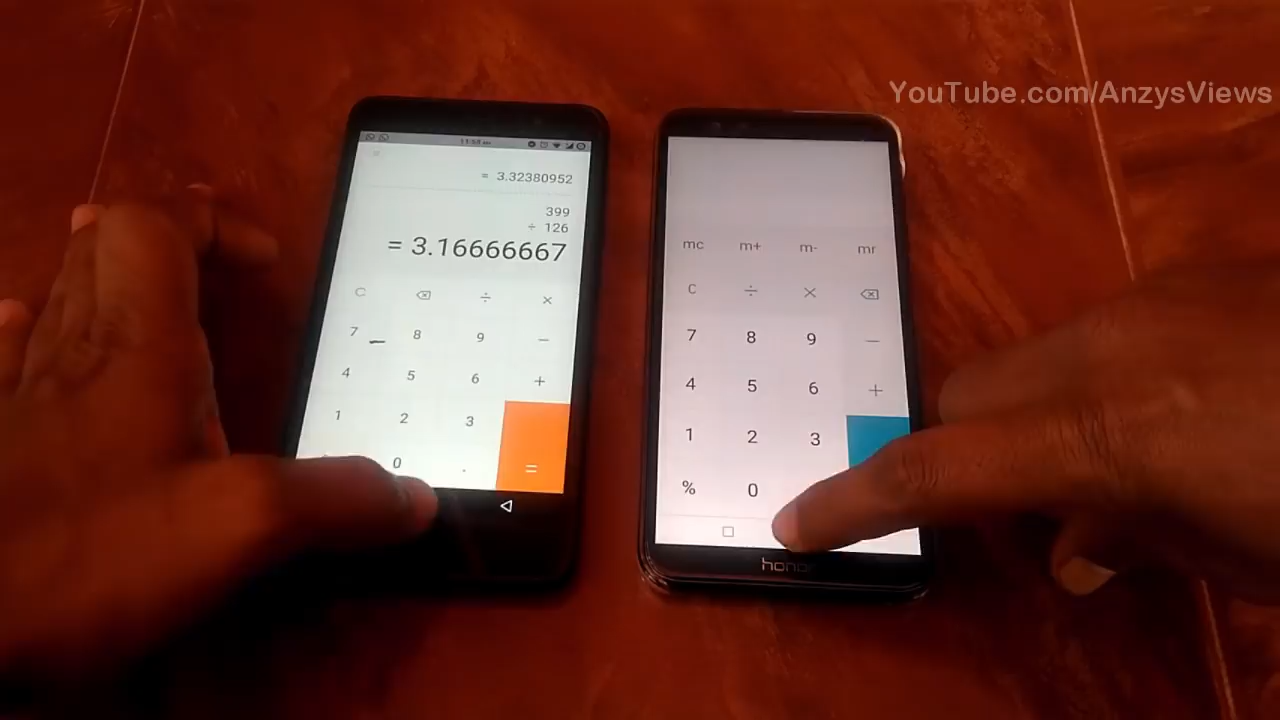 YouTube.com/AnzysViews
= 3.32380952
399
÷ 126
= 3.16666667
C ÷ ×
7 8 9 −
4 5 6 +
1 2 3
0 . =
mc m+ m- mr
C ÷ ×
7 8 9 −
4 5 6 +
1 2 3
% 0
honor